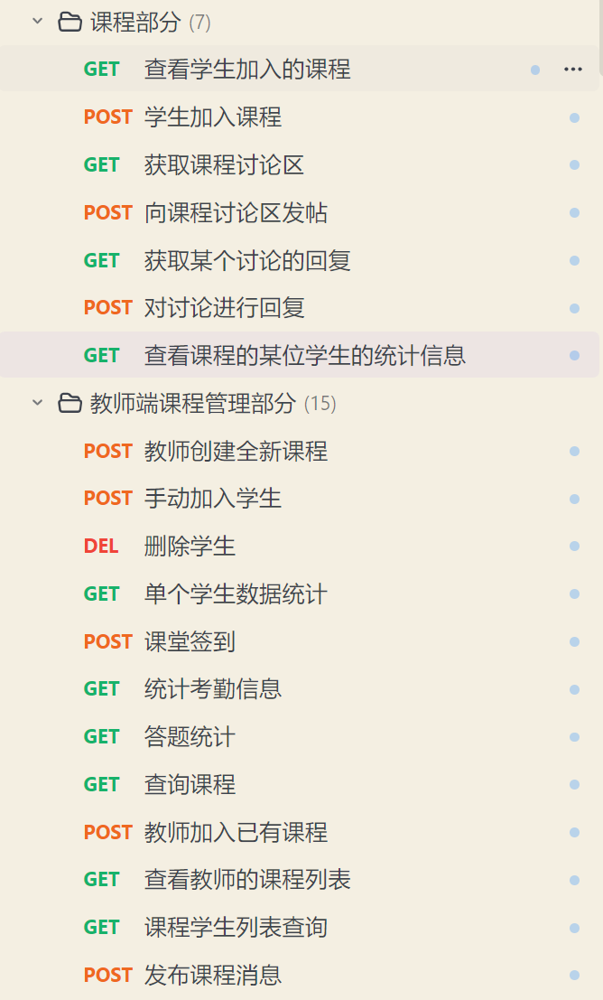 课程部分 (7)
GET 查看学生加入的课程
POST 学生加入课程
GET 获取课程讨论区
POST 向课程讨论区发帖
GET 获取某个讨论的回复
POST 对讨论进行回复
GET 查看课程的某位学生的统计信息
教师端课程管理部分 (15)
POST 教师创建全新课程
POST 手动加入学生
DEL 删除学生
GET 单个学生数据统计
POST 课堂签到
GET 统计考勤信息
GET 答题统计
GET 查询课程
POST 教师加入已有课程
GET 查看教师的课程列表
GET 课程学生列表查询
POST 发布课程消息